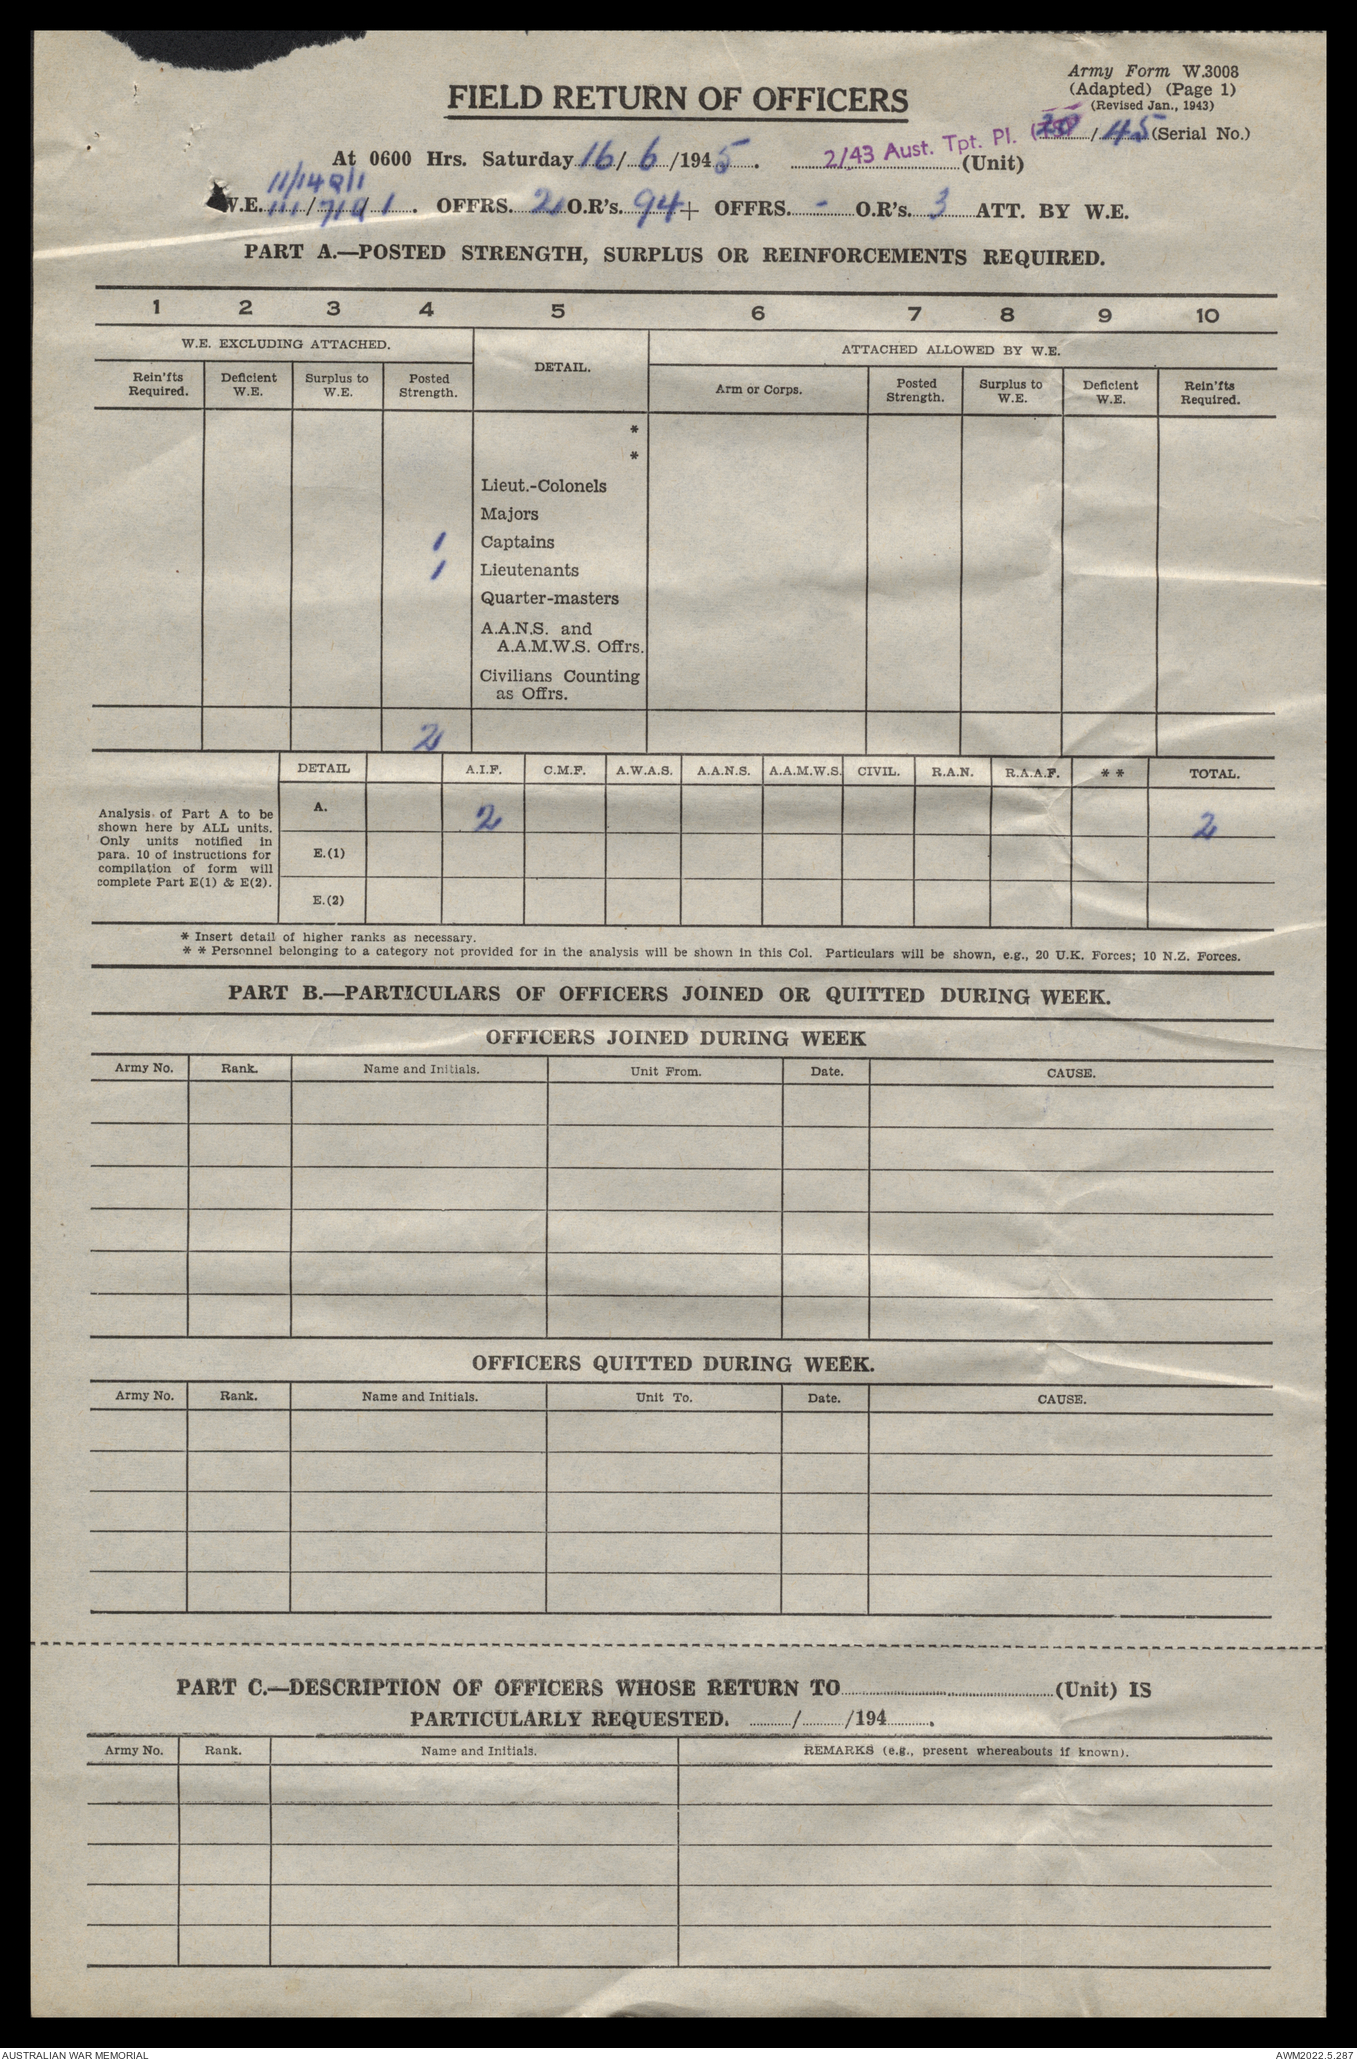 Army Form W.3008
(Adapted) (Page 1)
(Revised Jan., 1943)
FIELD RETURN OF OFFICERS
/45 (Serial No.)
At 0600 Hrs. Saturday 16/6/1945. 2/43 Aust. Tpt. Pl. (Unit)
W.E. OFFRS. 2 O.R's. 94 + OFFRS. - O.R's. 3 ATT. BY W.E.
PART A.—POSTED STRENGTH, SURPLUS OR REINFORCEMENTS REQUIRED.
1 2 3 4 5 6 7 8 9 10
W.E. EXCLUDING ATTACHED. DETAIL. ATTACHED ALLOWED BY W.E.
Rein'fts Required. Deficient W.E. Surplus to W.E. Posted Strength. Arm or Corps. Posted Strength. Surplus to W.E. Deficient W.E. Rein'fts Required.
*
*
Lieut.-Colonels
Majors
1 Captains
1 Lieutenants
Quarter-masters
A.A.N.S. and
A.A.M.W.S. Offrs.
Civilians Counting
as Offrs.
2
DETAIL A.I.F. C.M.F. A.W.A.S. A.A.N.S. A.A.M.W.S. CIVIL. R.A.N. R.A.A.F. * * TOTAL.
A. 2 2
Analysis of Part A to be
shown here by ALL units.
Only units notified in
para. 10 of instructions for
compilation of form will
complete Part E(1) & E(2).
E.(1)
E.(2)
* Insert detail of higher ranks as necessary.
* * Personnel belonging to a category not provided for in the analysis will be shown in this Col. Particulars will be shown, e.g., 20 U.K. Forces; 10 N.Z. Forces.
PART B.—PARTICULARS OF OFFICERS JOINED OR QUITTED DURING WEEK.
OFFICERS JOINED DURING WEEK
Army No. Rank. Name and Initials. Unit From. Date. CAUSE.
OFFICERS QUITTED DURING WEEK.
Army No. Rank. Name and Initials. Unit To. Date. CAUSE.
PART C.—DESCRIPTION OF OFFICERS WHOSE RETURN TO (Unit) IS
PARTICULARLY REQUESTED. / /194 .
Army No. Rank. Name and Initials. REMARKS (e.g., present whereabouts if known).
AUSTRALIAN WAR MEMORIAL AWM2022.5.287